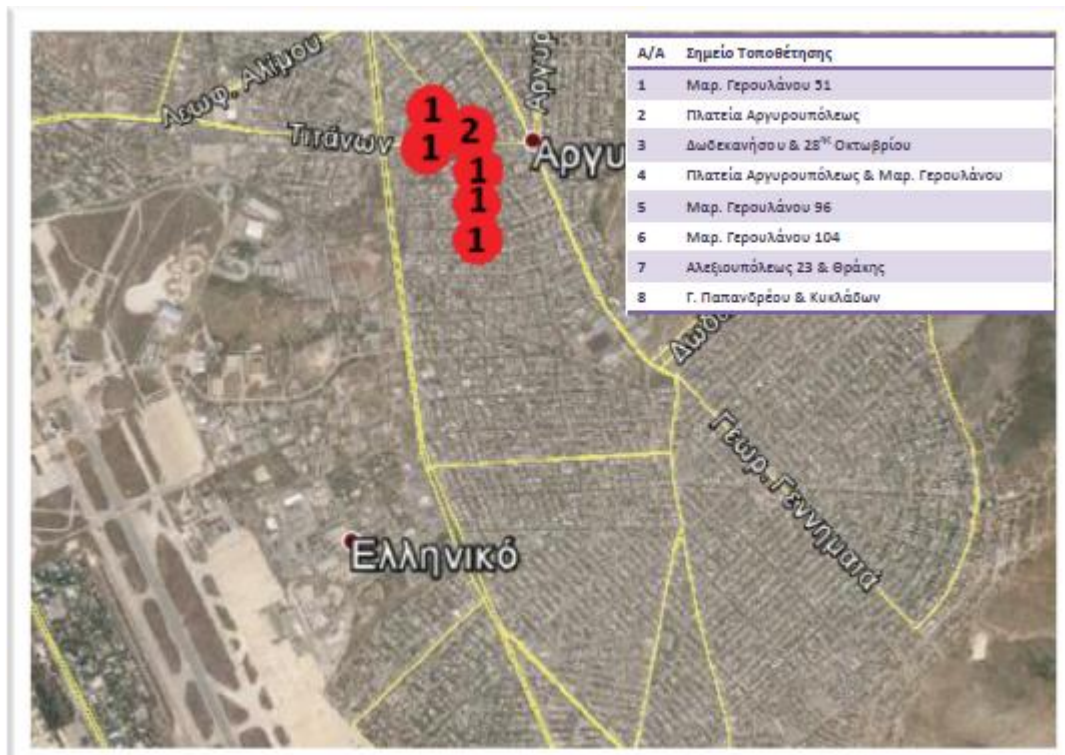 Α/Α Σημείο Τοποθέτησης
1 Μαρ. Γερουλάνου 51
2 Πλατεία Αργυρουπόλεως
3 Δωδεκανήσου & 28ης Οκτωβρίου
4 Πλατεία Αργυρουπόλεως & Μαρ. Γερουλάνου
5 Μαρ. Γερουλάνου 96
6 Μαρ. Γερουλάνου 104
7 Αλεξιουπόλεως 23 & Θράκης
8 Γ. Παπανδρέου & Κυκλάδων
Λεωφ. Αλίμου
Αργυρ
1
2
Τιτάνων
1
Αργυ
1
1
1
Δωδ
Γεωρ. Γεννηματά
Ελληνικό